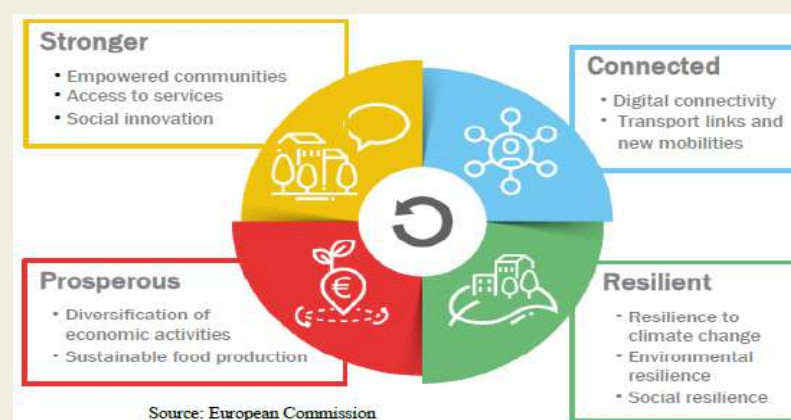 Stronger
• Empowered communities
• Access to services
• Social innovation
Connected
• Digital connectivity
• Transport links and
new mobilities
Prosperous
• Diversification of
economic activities
• Sustainable food production
€
Resilient
• Resilience to
climate change
• Environmental
resilience
• Social resilience
Source: European Commission